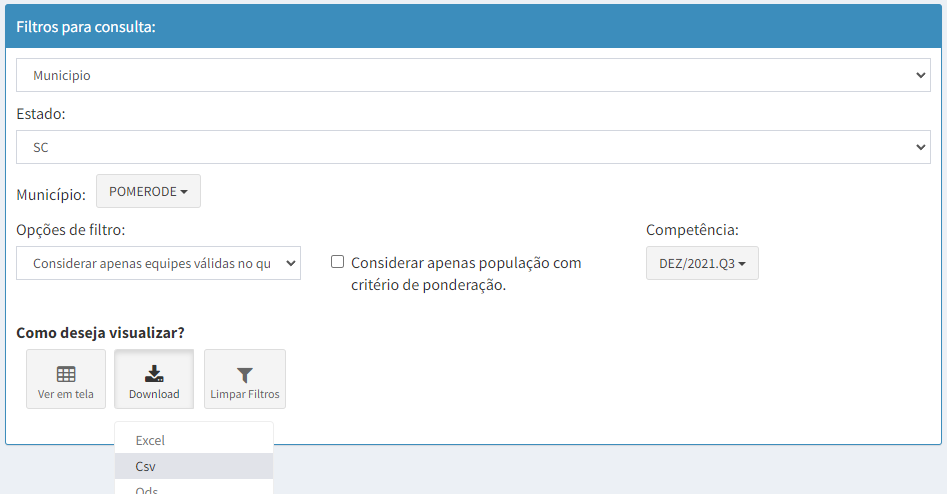 Filtros para consulta:
Municipio
Estado:
SC
Município: POMERODE
Opções de filtro:
Competência:
Considerar apenas equipes válidas no qu
Considerar apenas população com
critério de ponderação.
DEZ/2021.Q3
Como deseja visualizar?
Ver em tela
Download
Limpar Filtros
Excel
Csv
Ods